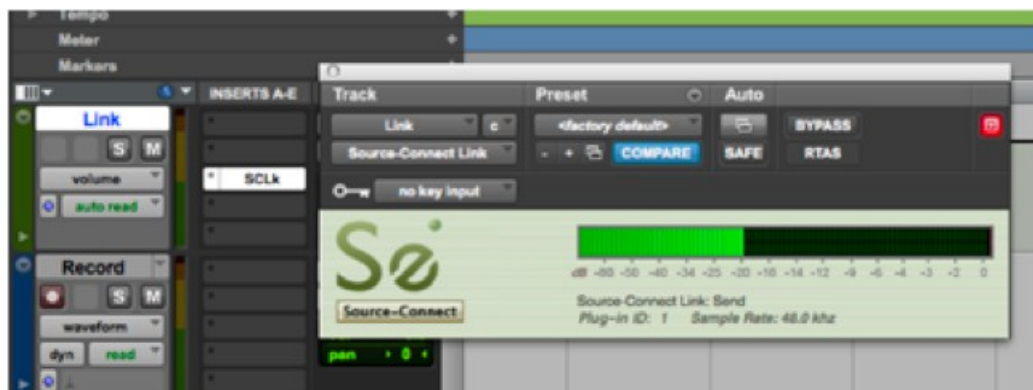 Tempo
Meter
Markers
INSERTS A-E
Track
Preset
Auto
Link
Link
c
<factory default>
BYPASS
S
M
Source-Connect Link
-
+
COMPARE
SAFE
RTAS
volume
SCLk
no key input
auto read
Se
dB -60 -50 -40 -34 -25 -20 -16 -14 -12 -9 -6 -4 -3 -2 0
Record
S
M
Source-Connect
Source-Connect Link: Send
Plug-in ID: 1 Sample Rate: 48.0 khz
waveform
dyn
read
pan
0